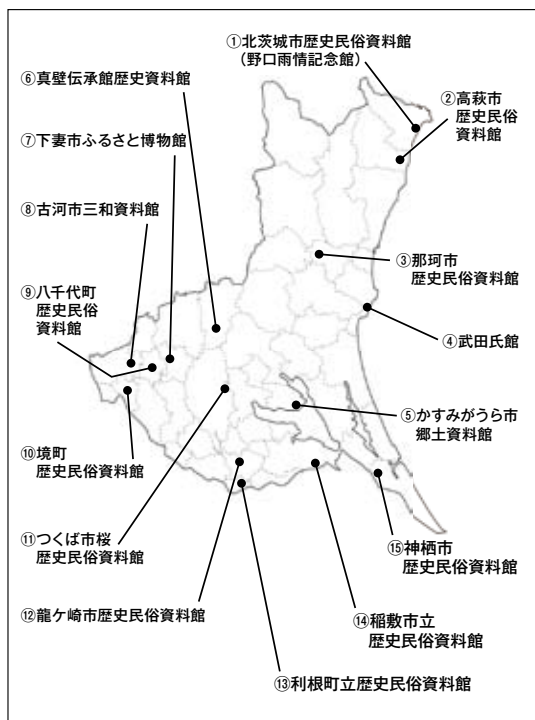 ①北茨城市歴史民俗資料館
(野口雨情記念館)
②高萩市
歴史民俗
資料館
③那珂市
歴史民俗資料館
④武田氏館
⑤かすみがうら市
郷土資料館
⑥真壁伝承館歴史資料館
⑦下妻市ふるさと博物館
⑧古河市三和資料館
⑨八千代町
歴史民俗
資料館
⑩境町
歴史民俗資料館
⑪つくば市桜
歴史民俗資料館
⑫龍ケ崎市歴史民俗資料館
⑬利根町立歴史民俗資料館
⑭稲敷市立
歴史民俗資料館
⑮神栖市
歴史民俗資料館